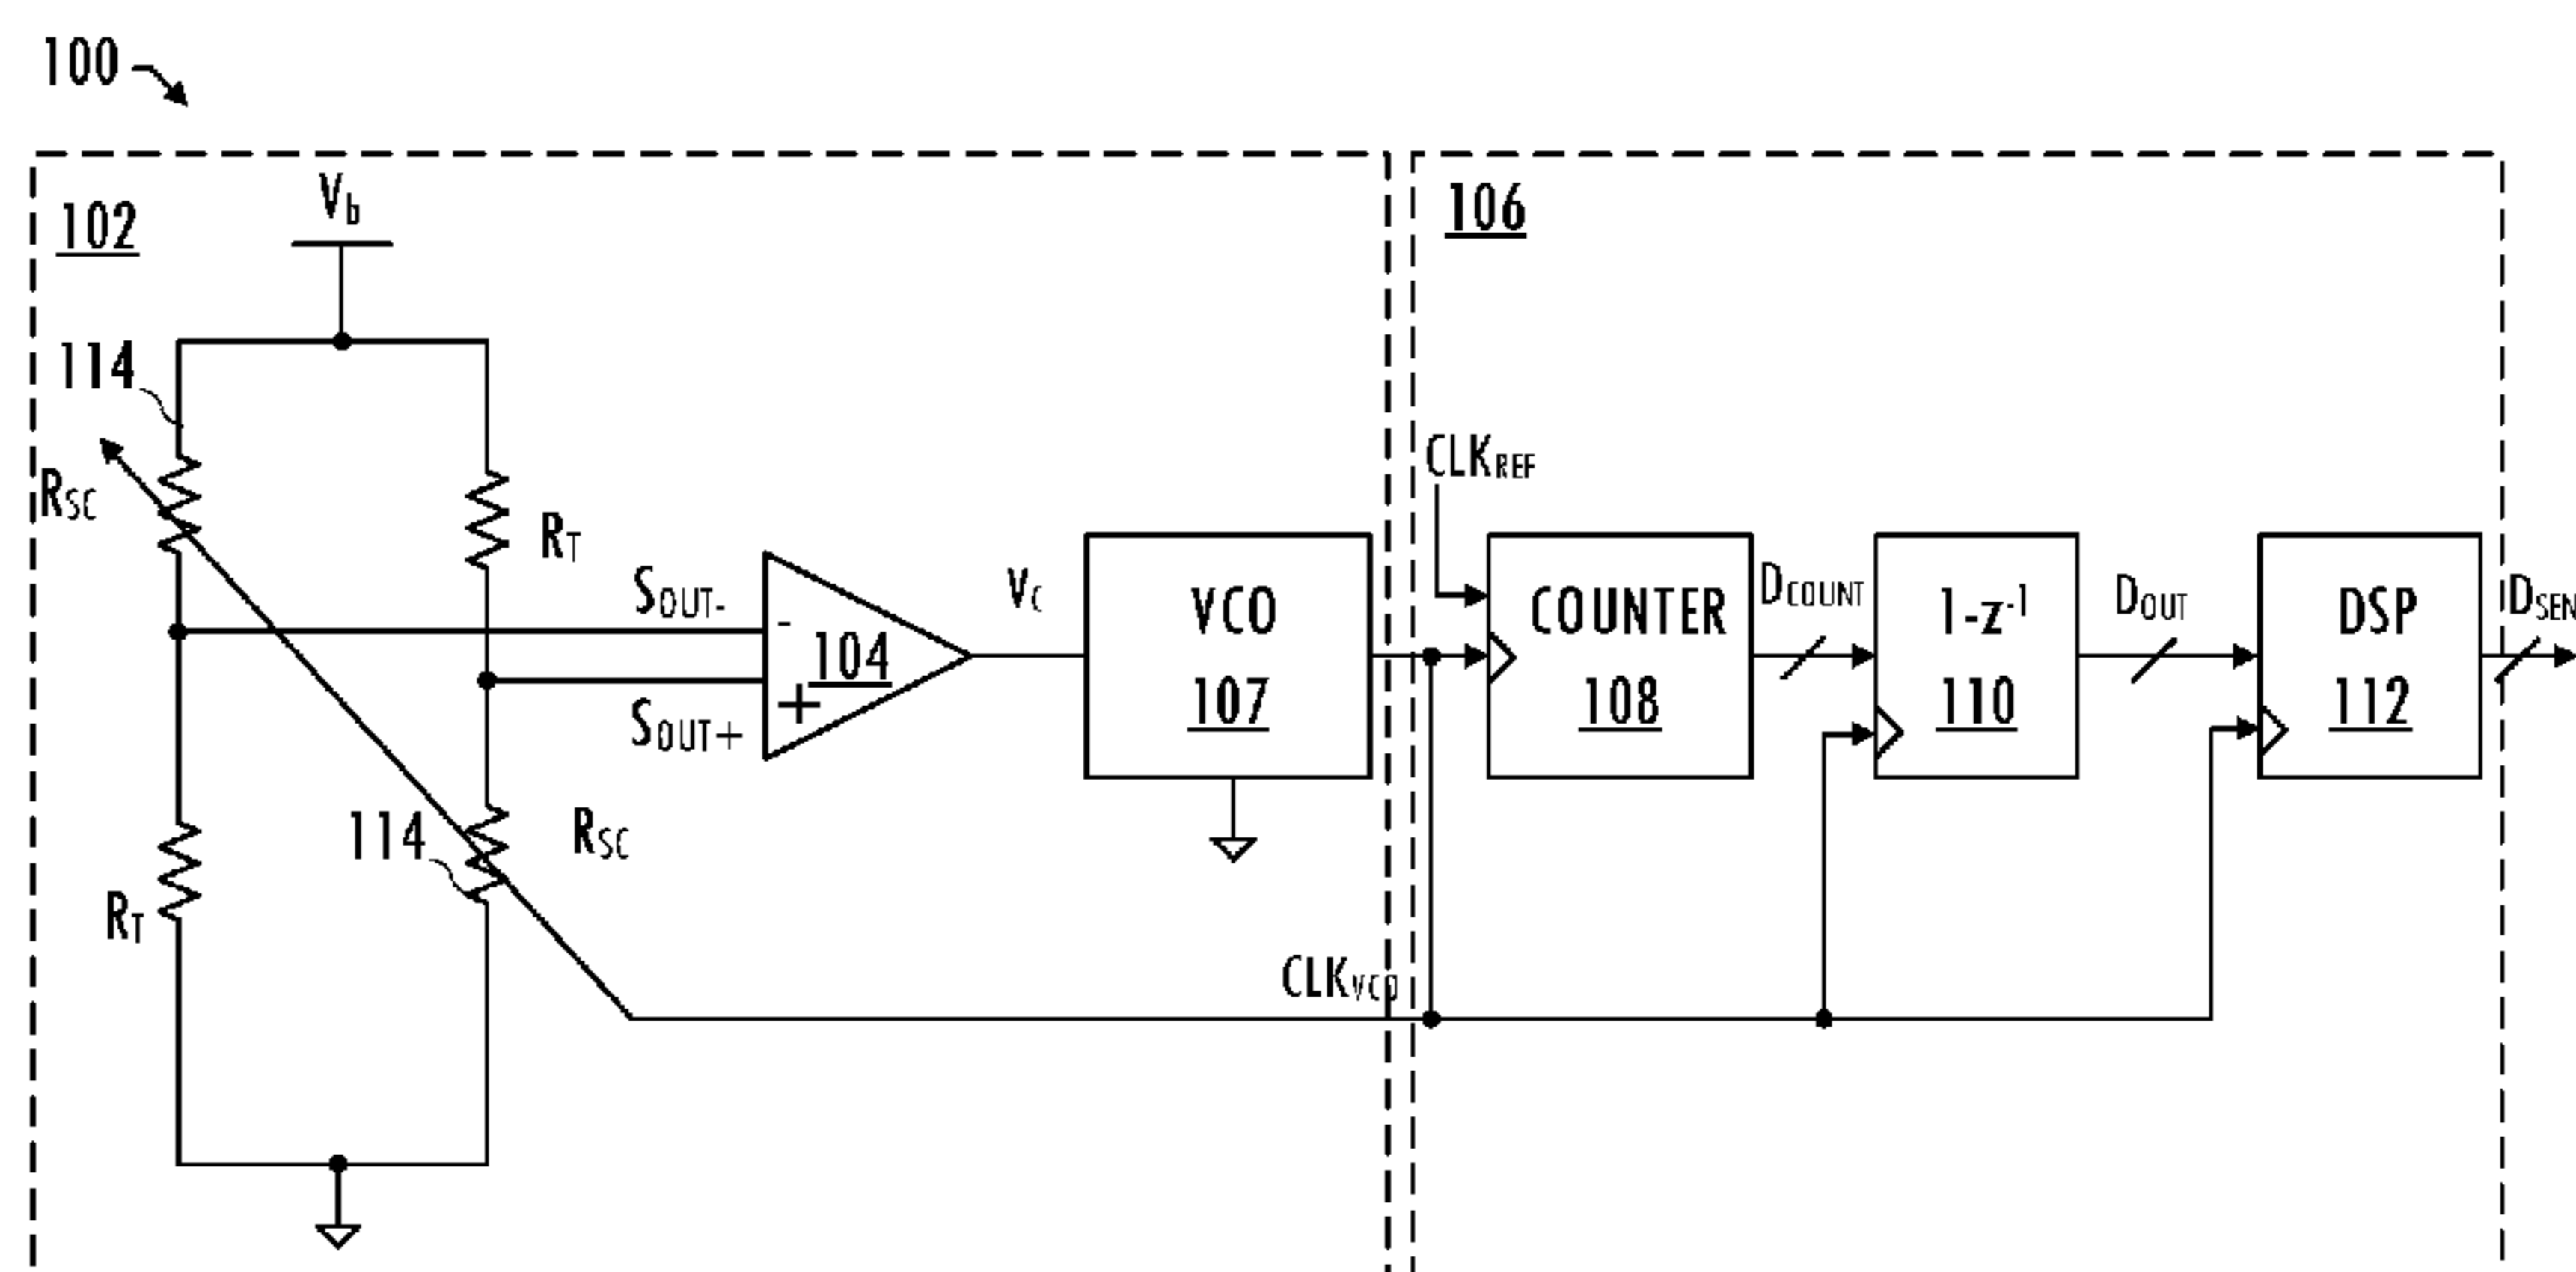 100
102
Vb
106
114
RSC
RT
CLKREF
SOUT-
-
104
+
SOUT+
VC
VCO
107
COUNTER
108
DCOUNT
1-z-1
110
DOUT
DSP
112
DSEN
114
RSC
RT
CLKVCO